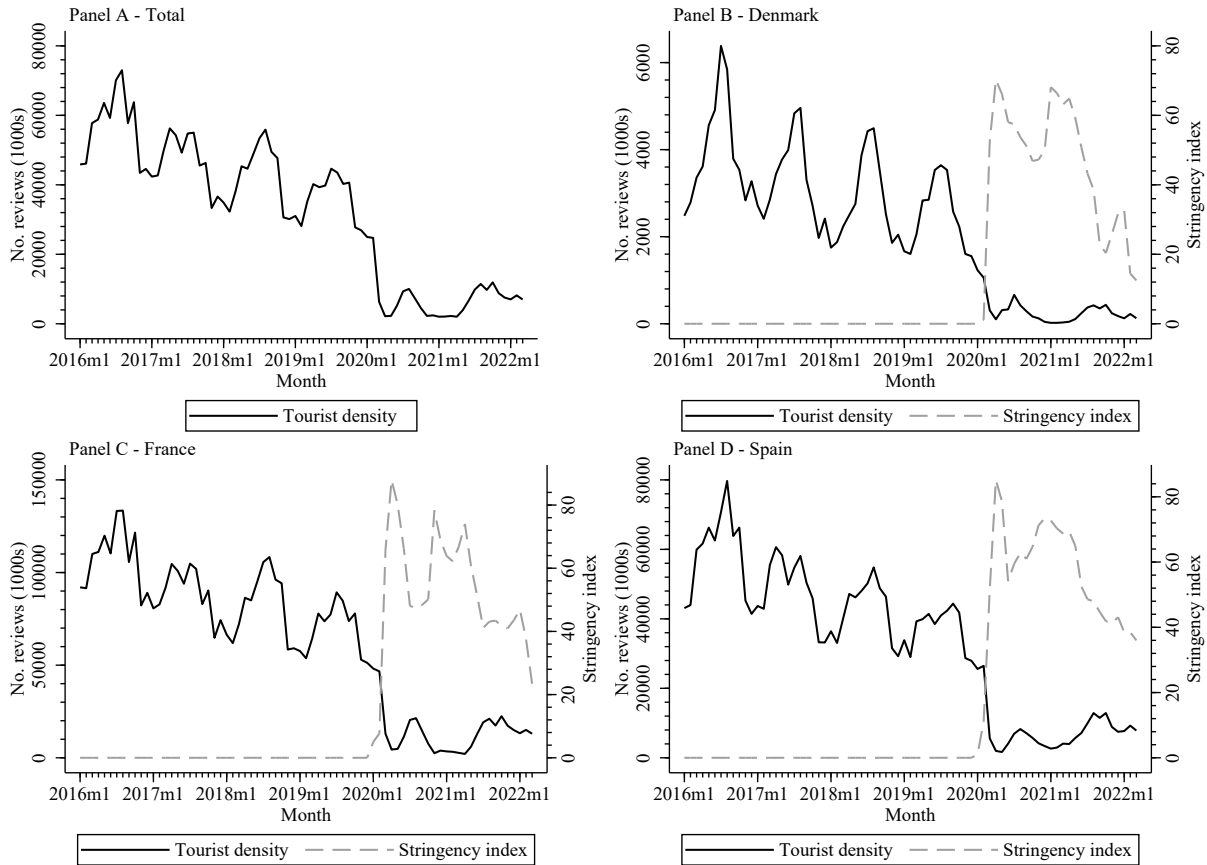 Panel A - Total
No. reviews (1000s)
80000
60000
40000
20000
0
2016m1 2017m1 2018m1 2019m1 2020m1 2021m1 2022m1
Month
Tourist density
Panel B - Denmark
No. reviews (1000s)
6000
4000
2000
0
80
60
40
20
0
Stringency index
2016m1 2017m1 2018m1 2019m1 2020m1 2021m1 2022m1
Month
Tourist density Stringency index
Panel C - France
No. reviews (1000s)
150000
100000
50000
0
80
60
40
20
0
Stringency index
2016m1 2017m1 2018m1 2019m1 2020m1 2021m1 2022m1
Month
Tourist density Stringency index
Panel D - Spain
No. reviews (1000s)
80000
60000
40000
20000
0
80
60
40
20
0
Stringency index
2016m1 2017m1 2018m1 2019m1 2020m1 2021m1 2022m1
Month
Tourist density Stringency index